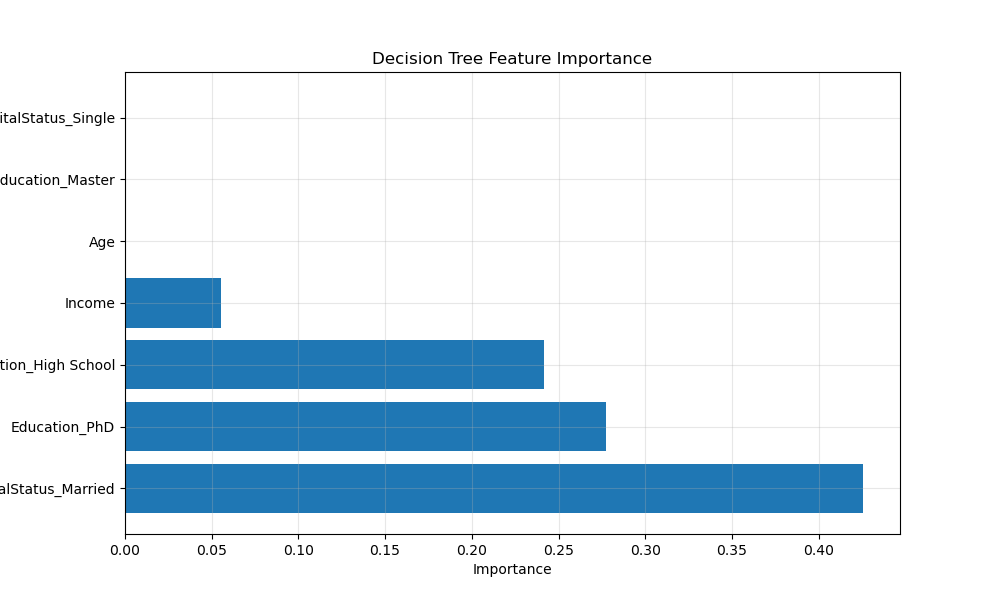 Decision Tree Feature Importance
italStatus_Single
ducation_Master
Age
Income
tion_High School
Education_PhD
alStatus_Married
0.00 0.05 0.10 0.15 0.20 0.25 0.30 0.35 0.40
Importance